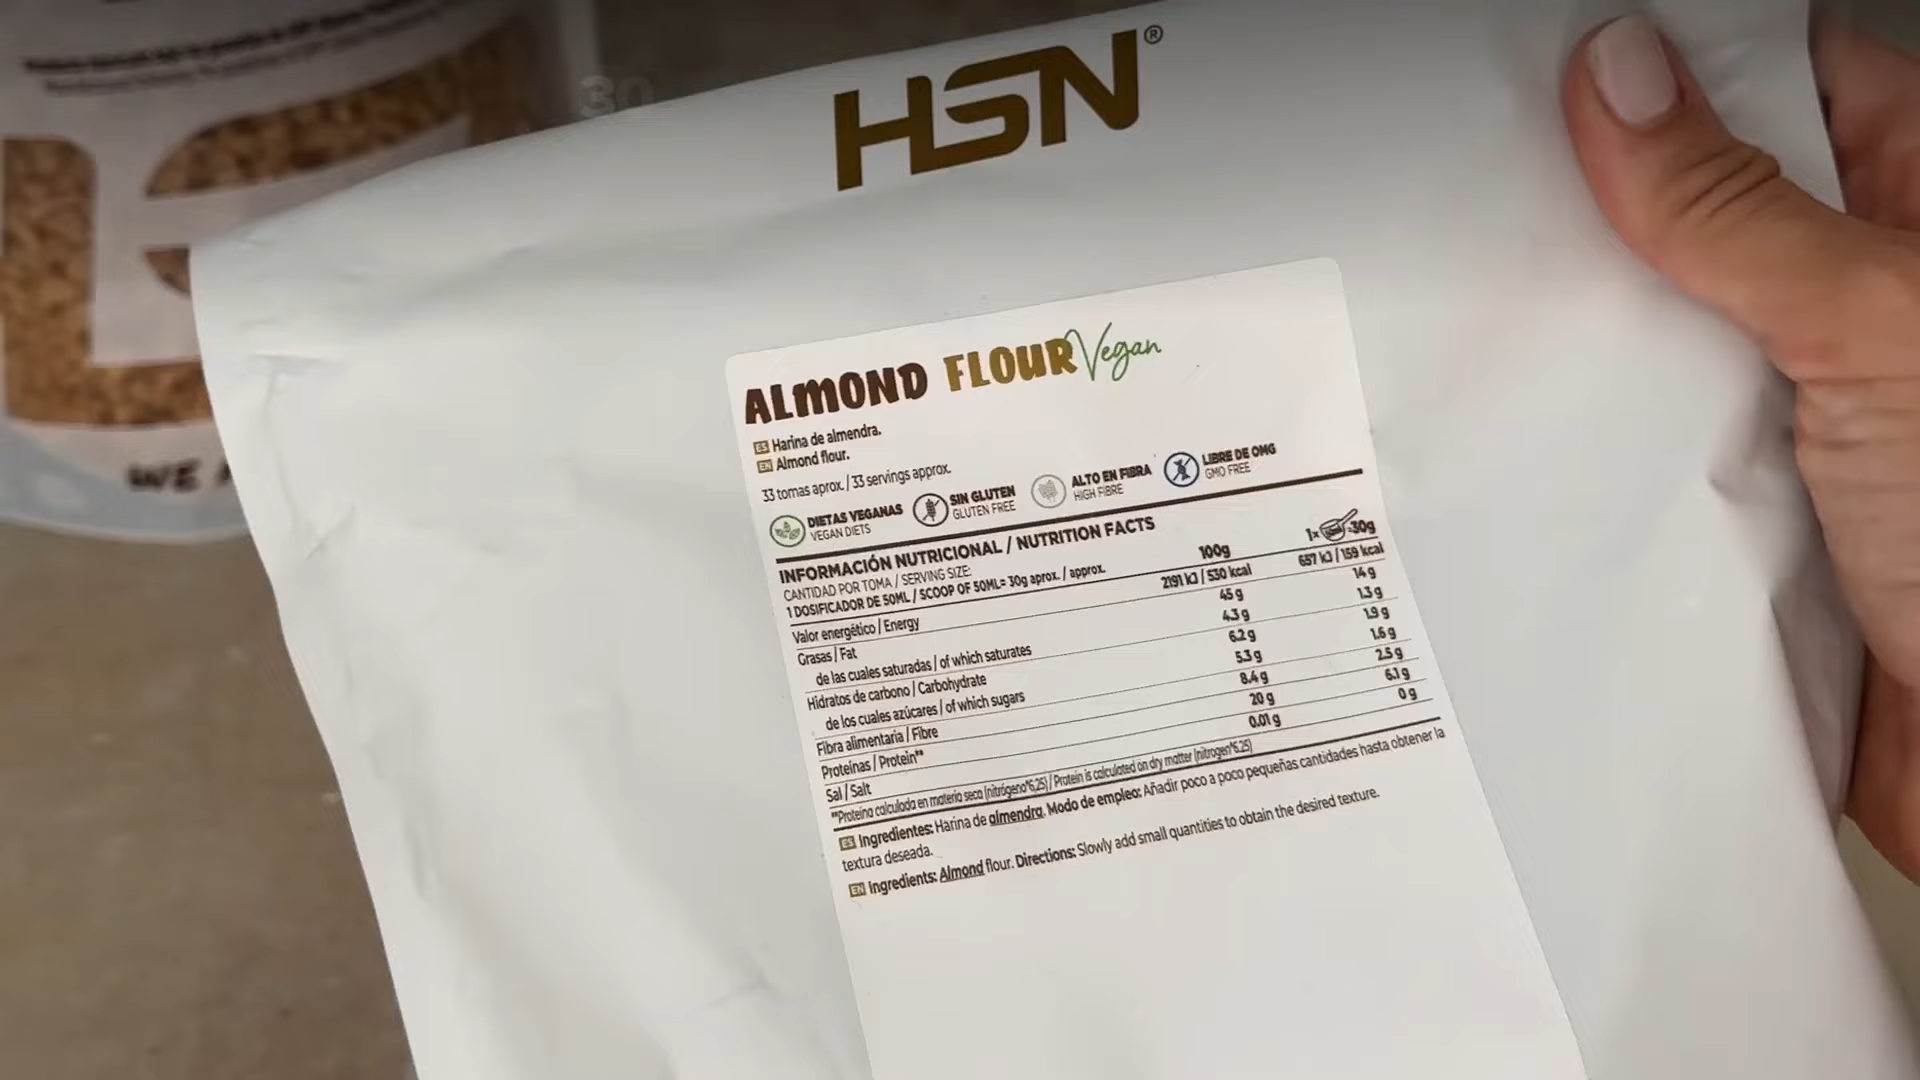 HSN®
ALMOND FLOUR Vegan
ES Harina de almendra.
EN Almond flour.
33 tomas aprox. / 33 servings approx.
DIETAS VEGANAS
VEGAN DIETS
SIN GLUTEN
GLUTEN FREE
ALTO EN FIBRA
HIGH FIBRE
LIBRE DE OMG
GMO FREE
INFORMACIÓN NUTRICIONAL / NUTRITION FACTS
CANTIDAD POR TOMA / SERVING SIZE:
1 DOSIFICADOR DE 50ML / SCOOP OF 50ML= 30g aprox. / approx.
100g 1x =30g
Valor energético / Energy 2191 kJ / 530 kcal 657 kJ / 159 kcal
Grasas / Fat 45 g 14 g
de las cuales saturadas / of which saturates 4.3 g 1.3 g
Hidratos de carbono / Carbohydrate 6.2 g 1.9 g
de los cuales azúcares / of which sugars 5.3 g 1.6 g
Fibra alimentaria / Fibre 8.4 g 2.5 g
Proteínas / Protein** 20 g 6.1 g
Sal / Salt 0.01 g 0 g
**Proteína calculada en materia seca (nitrógeno*6,25) / Protein is calculated on dry matter (nitrogen*6.25)
ES Ingredientes: Harina de almendra. Modo de empleo: Añadir poco a poco pequeñas cantidades hasta obtener la
textura deseada.
EN Ingredients: Almond flour. Directions: Slowly add small quantities to obtain the desired texture.
30
WE